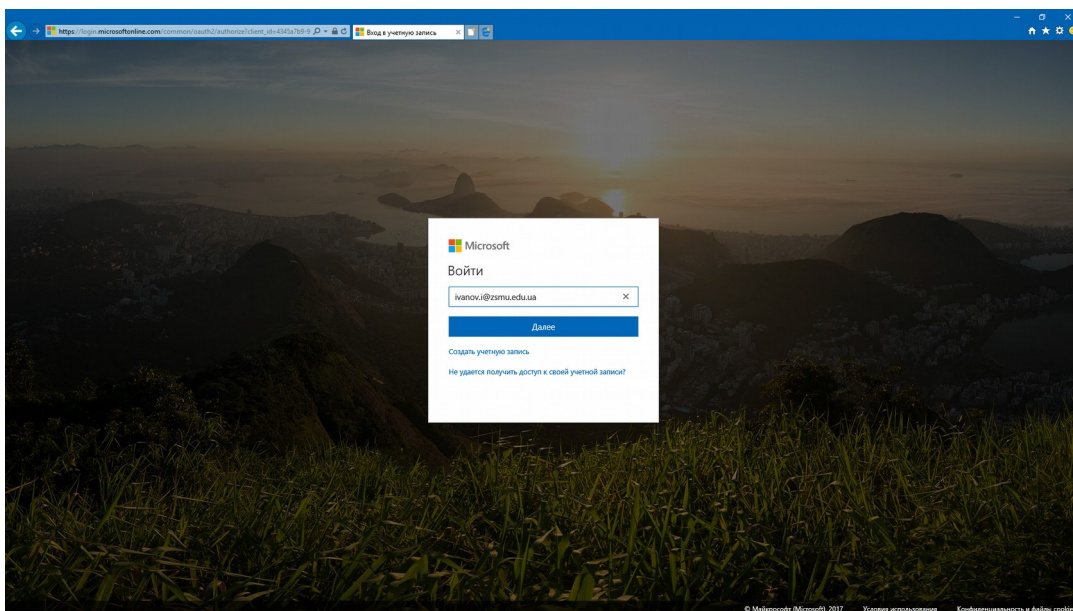 https://login.microsoftonline.com/common/oauth2/authorize?client_id=4345a7b9-9
Вход в учетную запись
Microsoft
Войти
ivanov.i@zsmu.edu.ua
Далее
Создать учетную запись
Не удается получить доступ к своей учетной записи?
© Майкрософт (Microsoft), 2017 Условия использования Конфиденциальность и файлы cookie